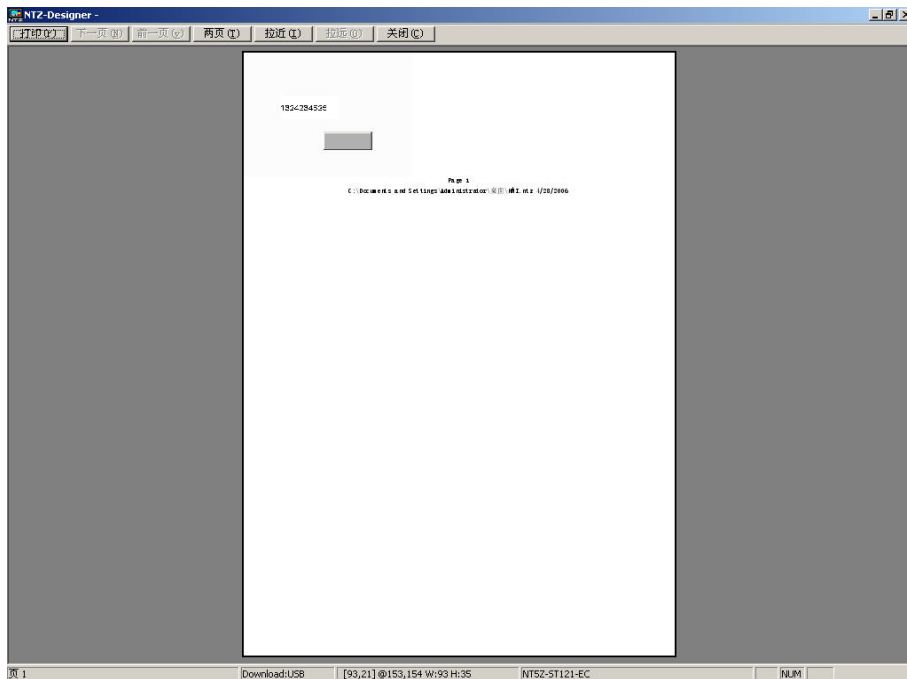 NTZ-Designer -
打印(P) 下一页(N) 前一页(V) 两页(T) 拉近(I) 拉远(O) 关闭(C)
Page 1
C:\Documents and Settings\Administrator\桌面\ .ntz 1/28/2006
页 1 Download:USB [93,21] @153,154 W:93 H:35 NT5Z-ST121-EC NUM